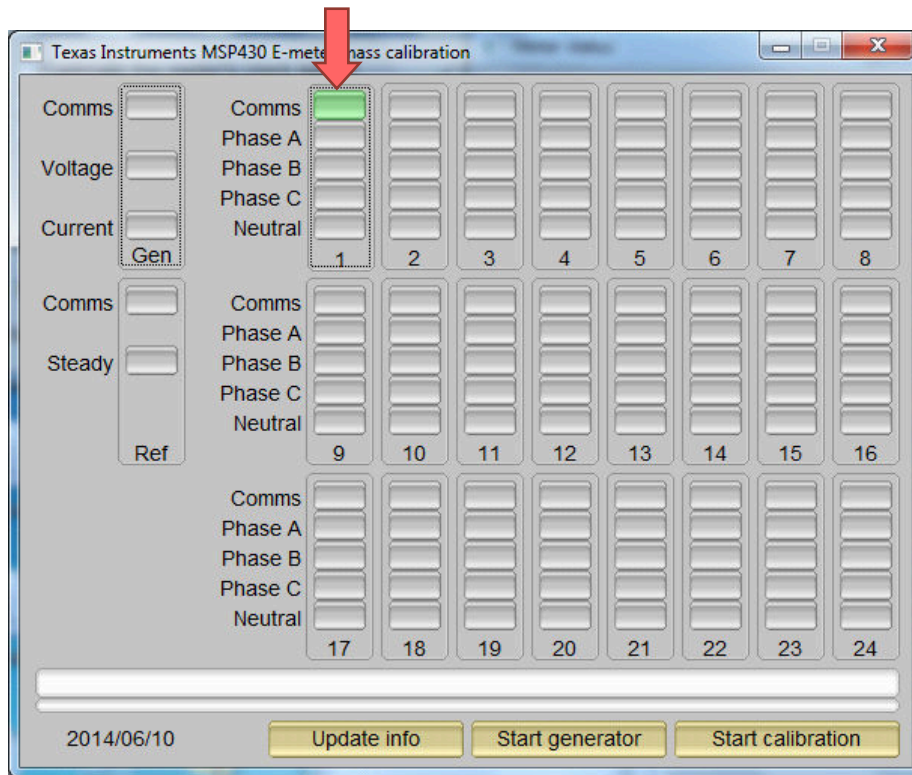 Texas Instruments MSP430 E-mete mass calibration
Comms Comms
Phase A
Voltage Phase B
Phase C
Current Neutral
Gen 1 2 3 4 5 6 7 8
Comms Comms
Phase A
Steady Phase B
Phase C
Neutral
Ref 9 10 11 12 13 14 15 16
Comms
Phase A
Phase B
Phase C
Neutral
17 18 19 20 21 22 23 24
2014/06/10 Update info Start generator Start calibration